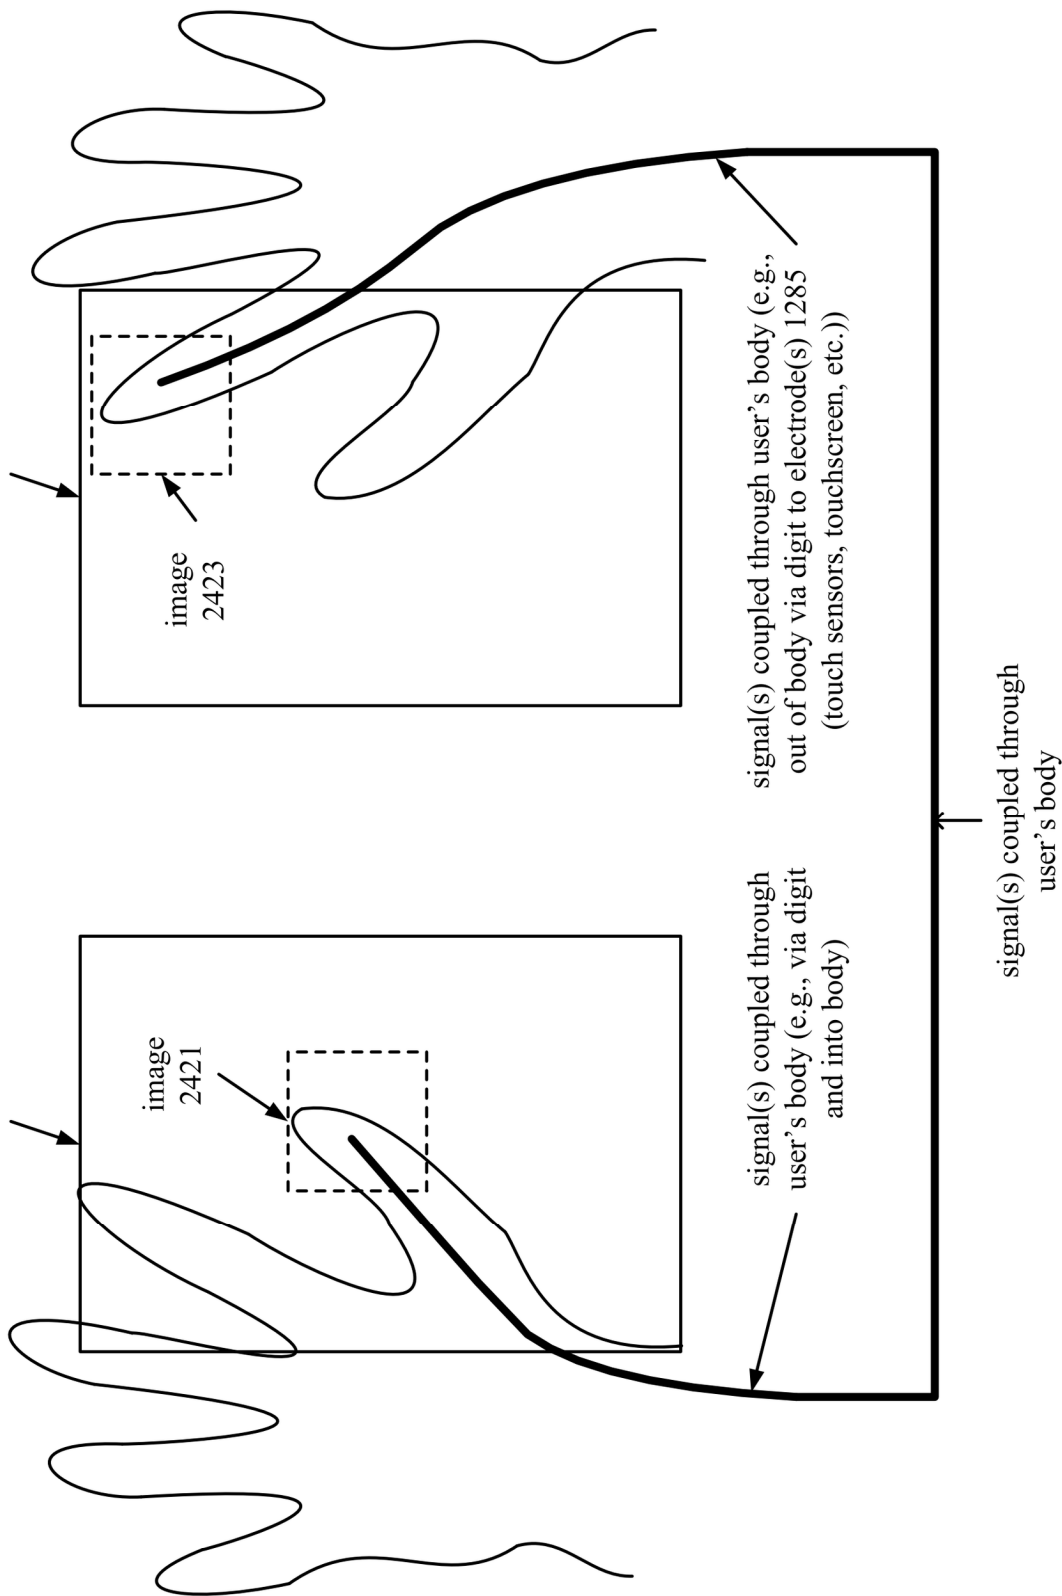 image
2421
image
2423
signal(s) coupled through
user’s body (e.g., via digit
and into body)
signal(s) coupled through user’s body (e.g.,
out of body via digit to electrode(s) 1285
(touch sensors, touchscreen, etc.))
signal(s) coupled through
user’s body